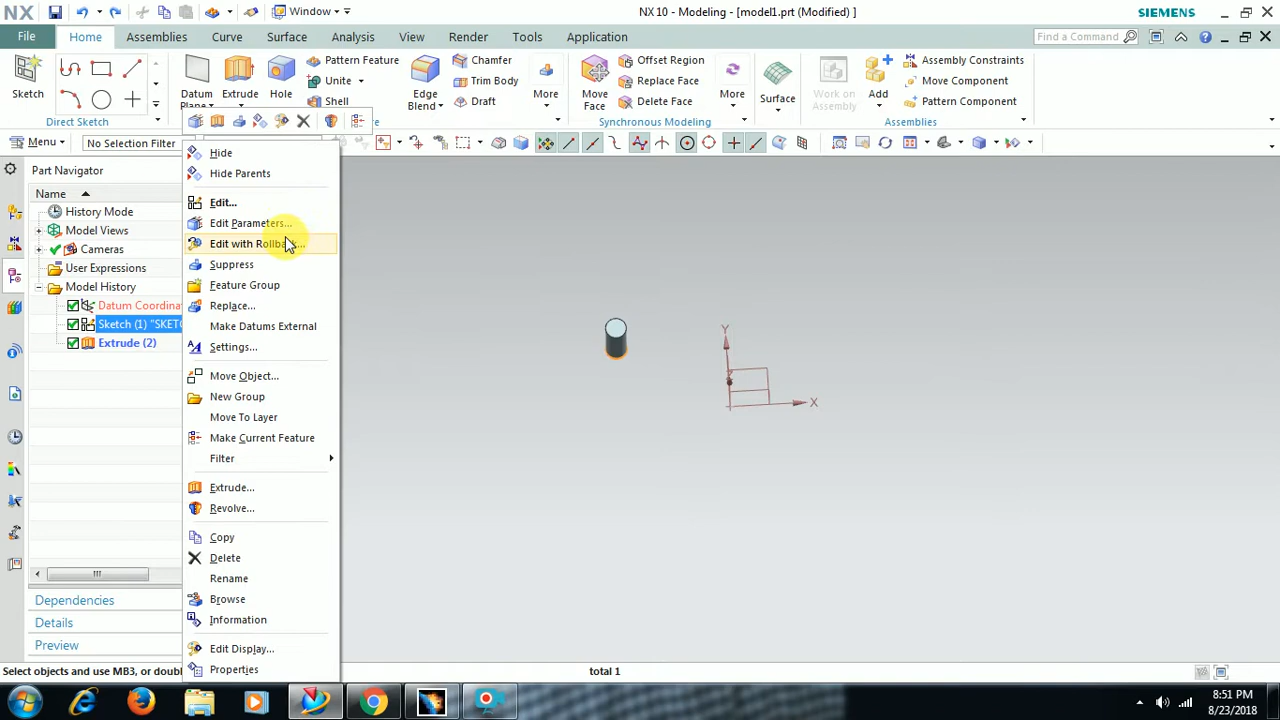 NX
Window
NX 10 - Modeling - [model1.prt (Modified) ]
SIEMENS
File
Home
Assemblies
Curve
Surface
Analysis
View
Render
Tools
Application
Find a Command
Sketch
Datum
Plane
Extrude
Hole
Pattern Feature
Unite
Shell
Edge
Blend
Chamfer
Trim Body
Draft
More
Move
Face
Offset Region
Replace Face
Delete Face
More
Surface
Work on
Assembly
Add
Assembly Constraints
Move Component
Pattern Component
Direct Sketch
Synchronous Modeling
Assemblies
Menu
No Selection Filter
Part Navigator
Name
History Mode
Model Views
Cameras
User Expressions
Model History
Datum Coordina
Sketch (1) "SKETC
Extrude (2)
Dependencies
Details
Preview
Hide
Hide Parents
Edit...
Edit Parameters...
Edit with Rollba...
Suppress
Feature Group
Replace...
Make Datums External
Settings...
Move Object...
New Group
Move To Layer
Make Current Feature
Filter
Extrude...
Revolve...
Copy
Delete
Rename
Browse
Information
Edit Display...
Properties
Y
Z
X
Select objects and use MB3, or doub
total 1
8:51 PM
8/23/2018